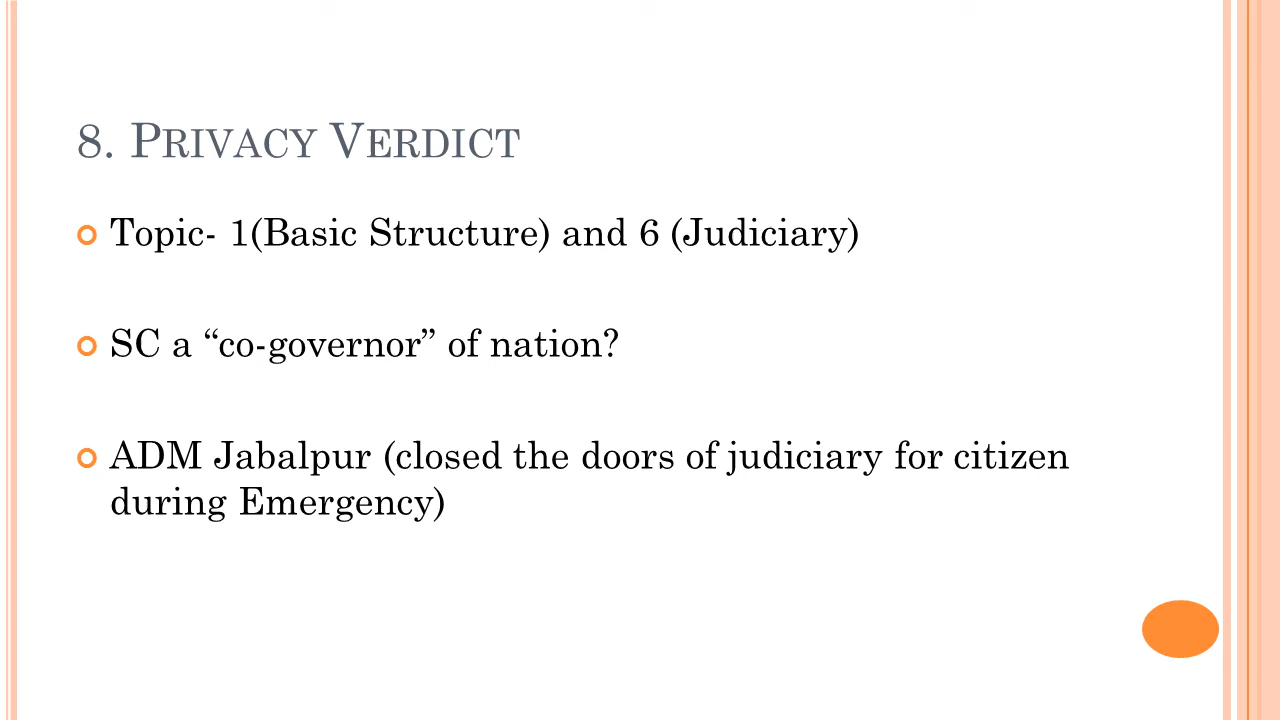 8. PRIVACY VERDICT
Topic- 1(Basic Structure) and 6 (Judiciary)
SC a “co-governor” of nation?
ADM Jabalpur (closed the doors of judiciary for citizen
during Emergency)